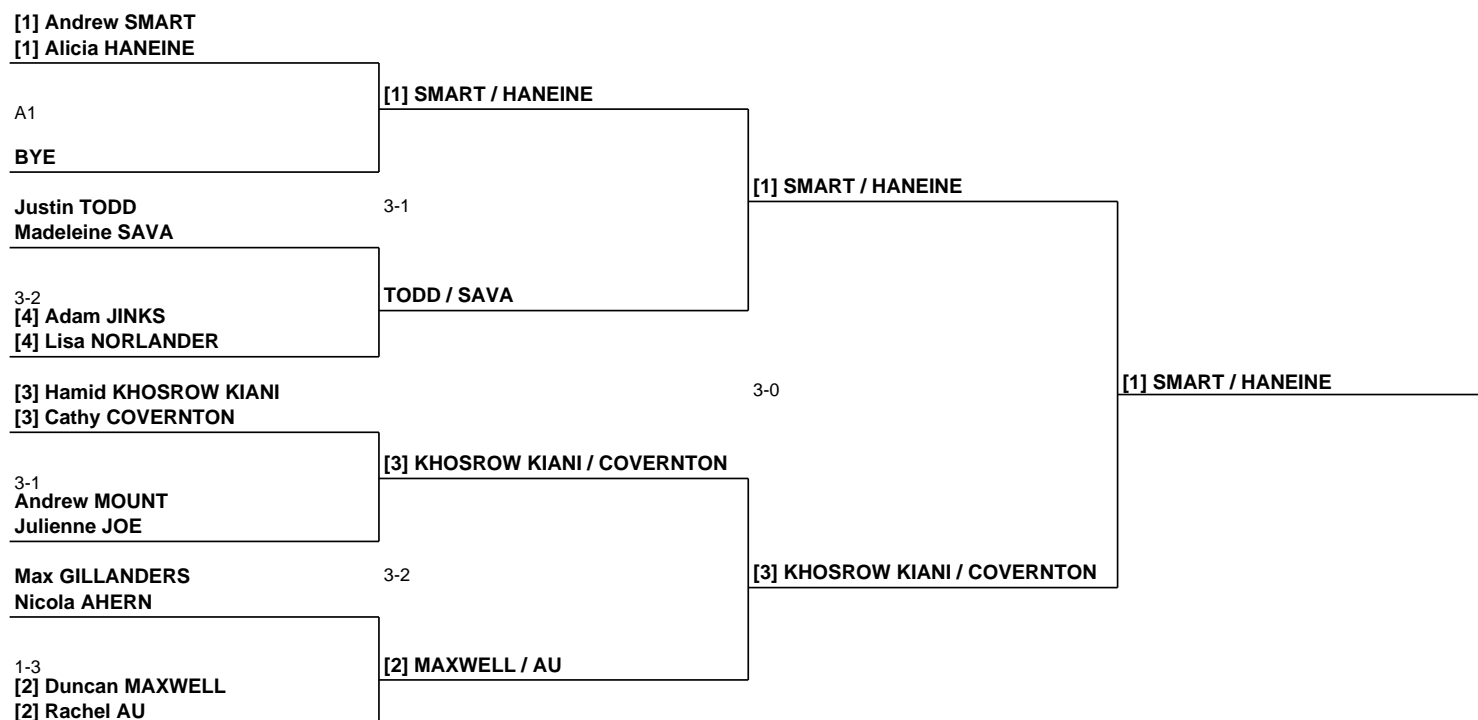 [1] Andrew SMART
[1] Alicia HANEINE
[1] SMART / HANEINE
A1
BYE
[1] SMART / HANEINE
Justin TODD
3-1
Madeleine SAVA
3-2
TODD / SAVA
[4] Adam JINKS
[4] Lisa NORLANDER
[3] Hamid KHOSROW KIANI
3-0
[1] SMART / HANEINE
[3] Cathy COVERNTON
[3] KHOSROW KIANI / COVERNTON
3-1
Andrew MOUNT
Julienne JOE
Max GILLANDERS
3-2
[3] KHOSROW KIANI / COVERNTON
Nicola AHERN
1-3
[2] MAXWELL / AU
[2] Duncan MAXWELL
[2] Rachel AU